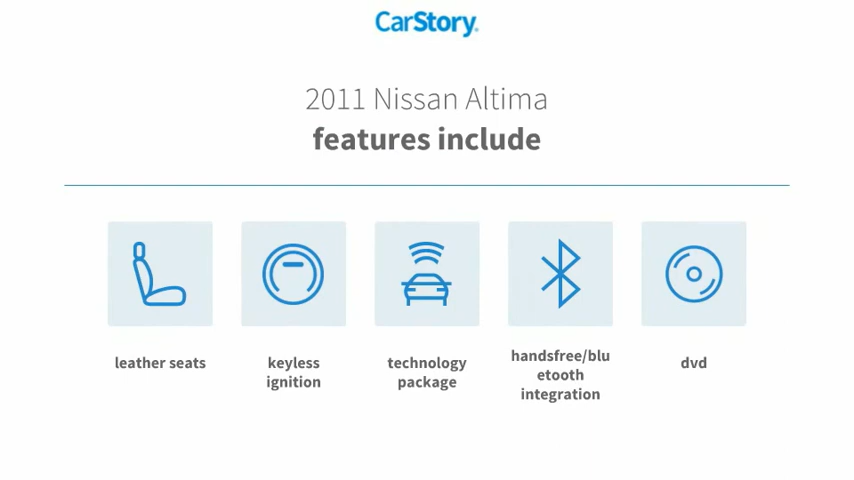 CarStory
2011 Nissan Altima
features include
leather seats
keyless
ignition
technology
package
handsfree/blu
etooth
integration
dvd